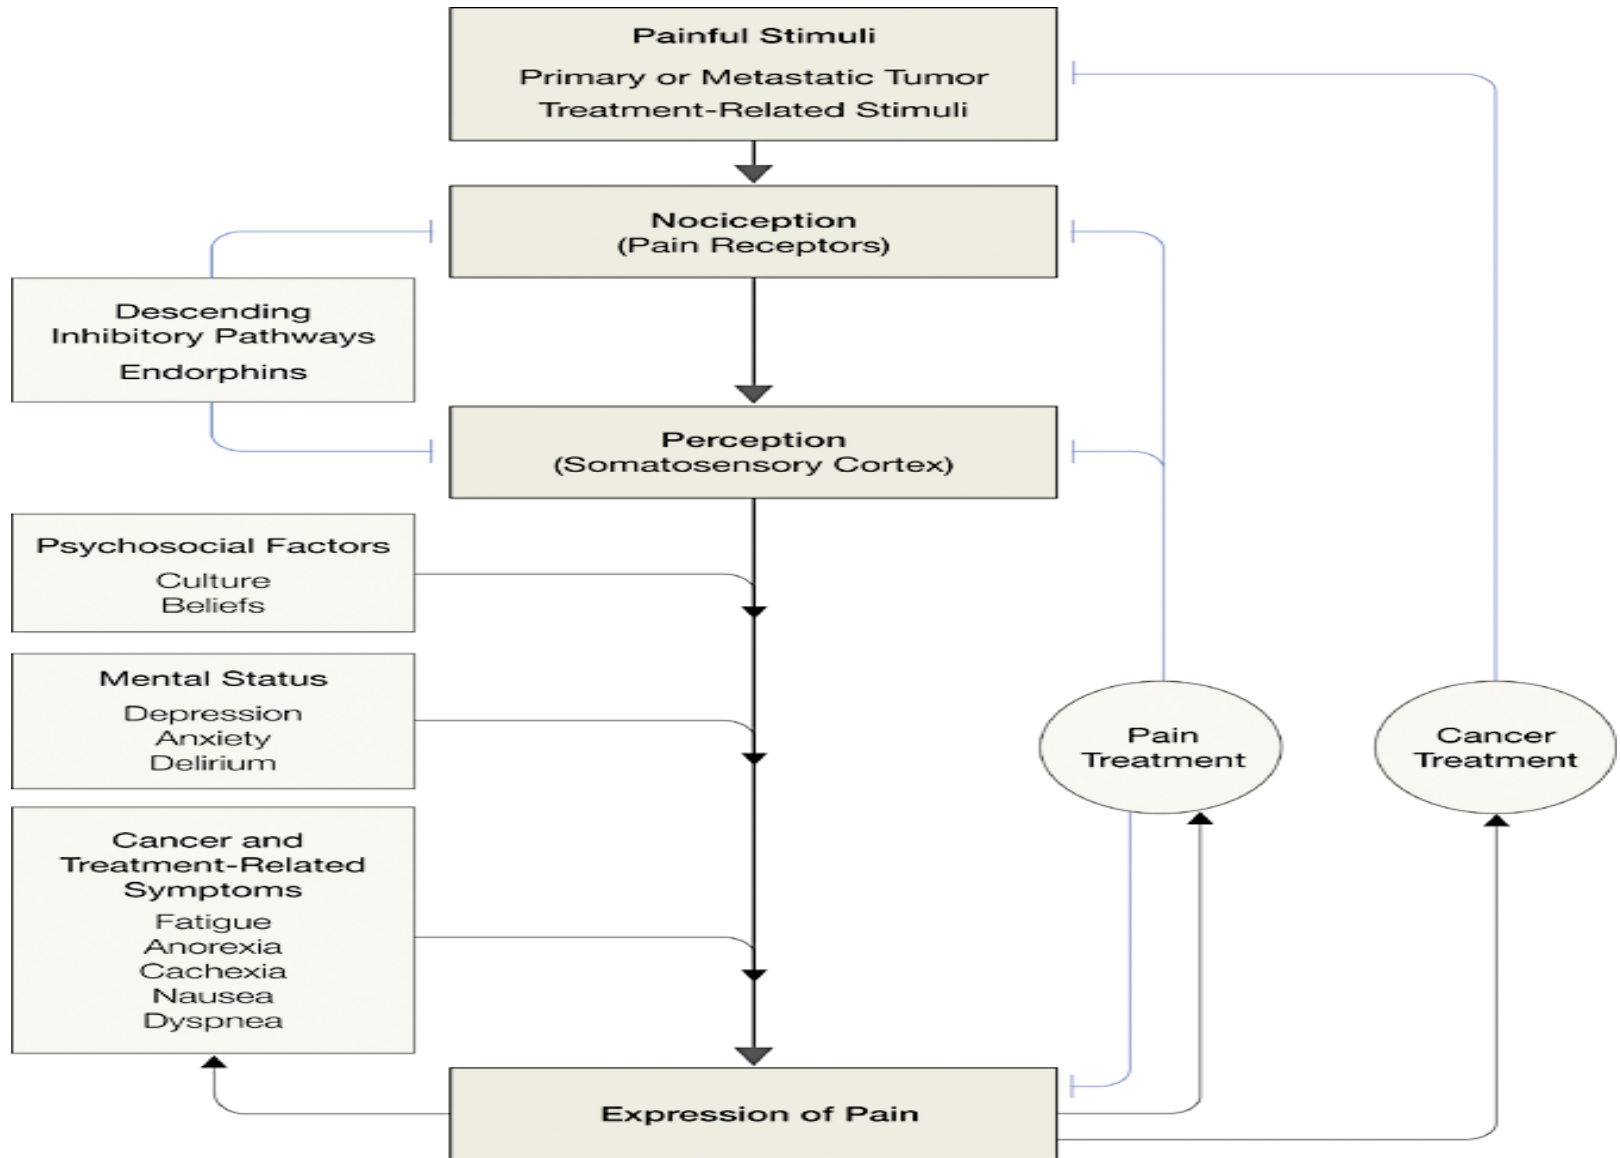 Painful Stimuli
Primary or Metastatic Tumor
Treatment-Related Stimuli
Nociception
(Pain Receptors)
Descending
Inhibitory Pathways
Endorphins
Perception
(Somatosensory Cortex)
Psychosocial Factors
Culture
Beliefs
Mental Status
Depression
Anxiety
Delirium
Pain
Treatment
Cancer
Treatment
Cancer and
Treatment-Related
Symptoms
Fatigue
Anorexia
Cachexia
Nausea
Dyspnea
Expression of Pain